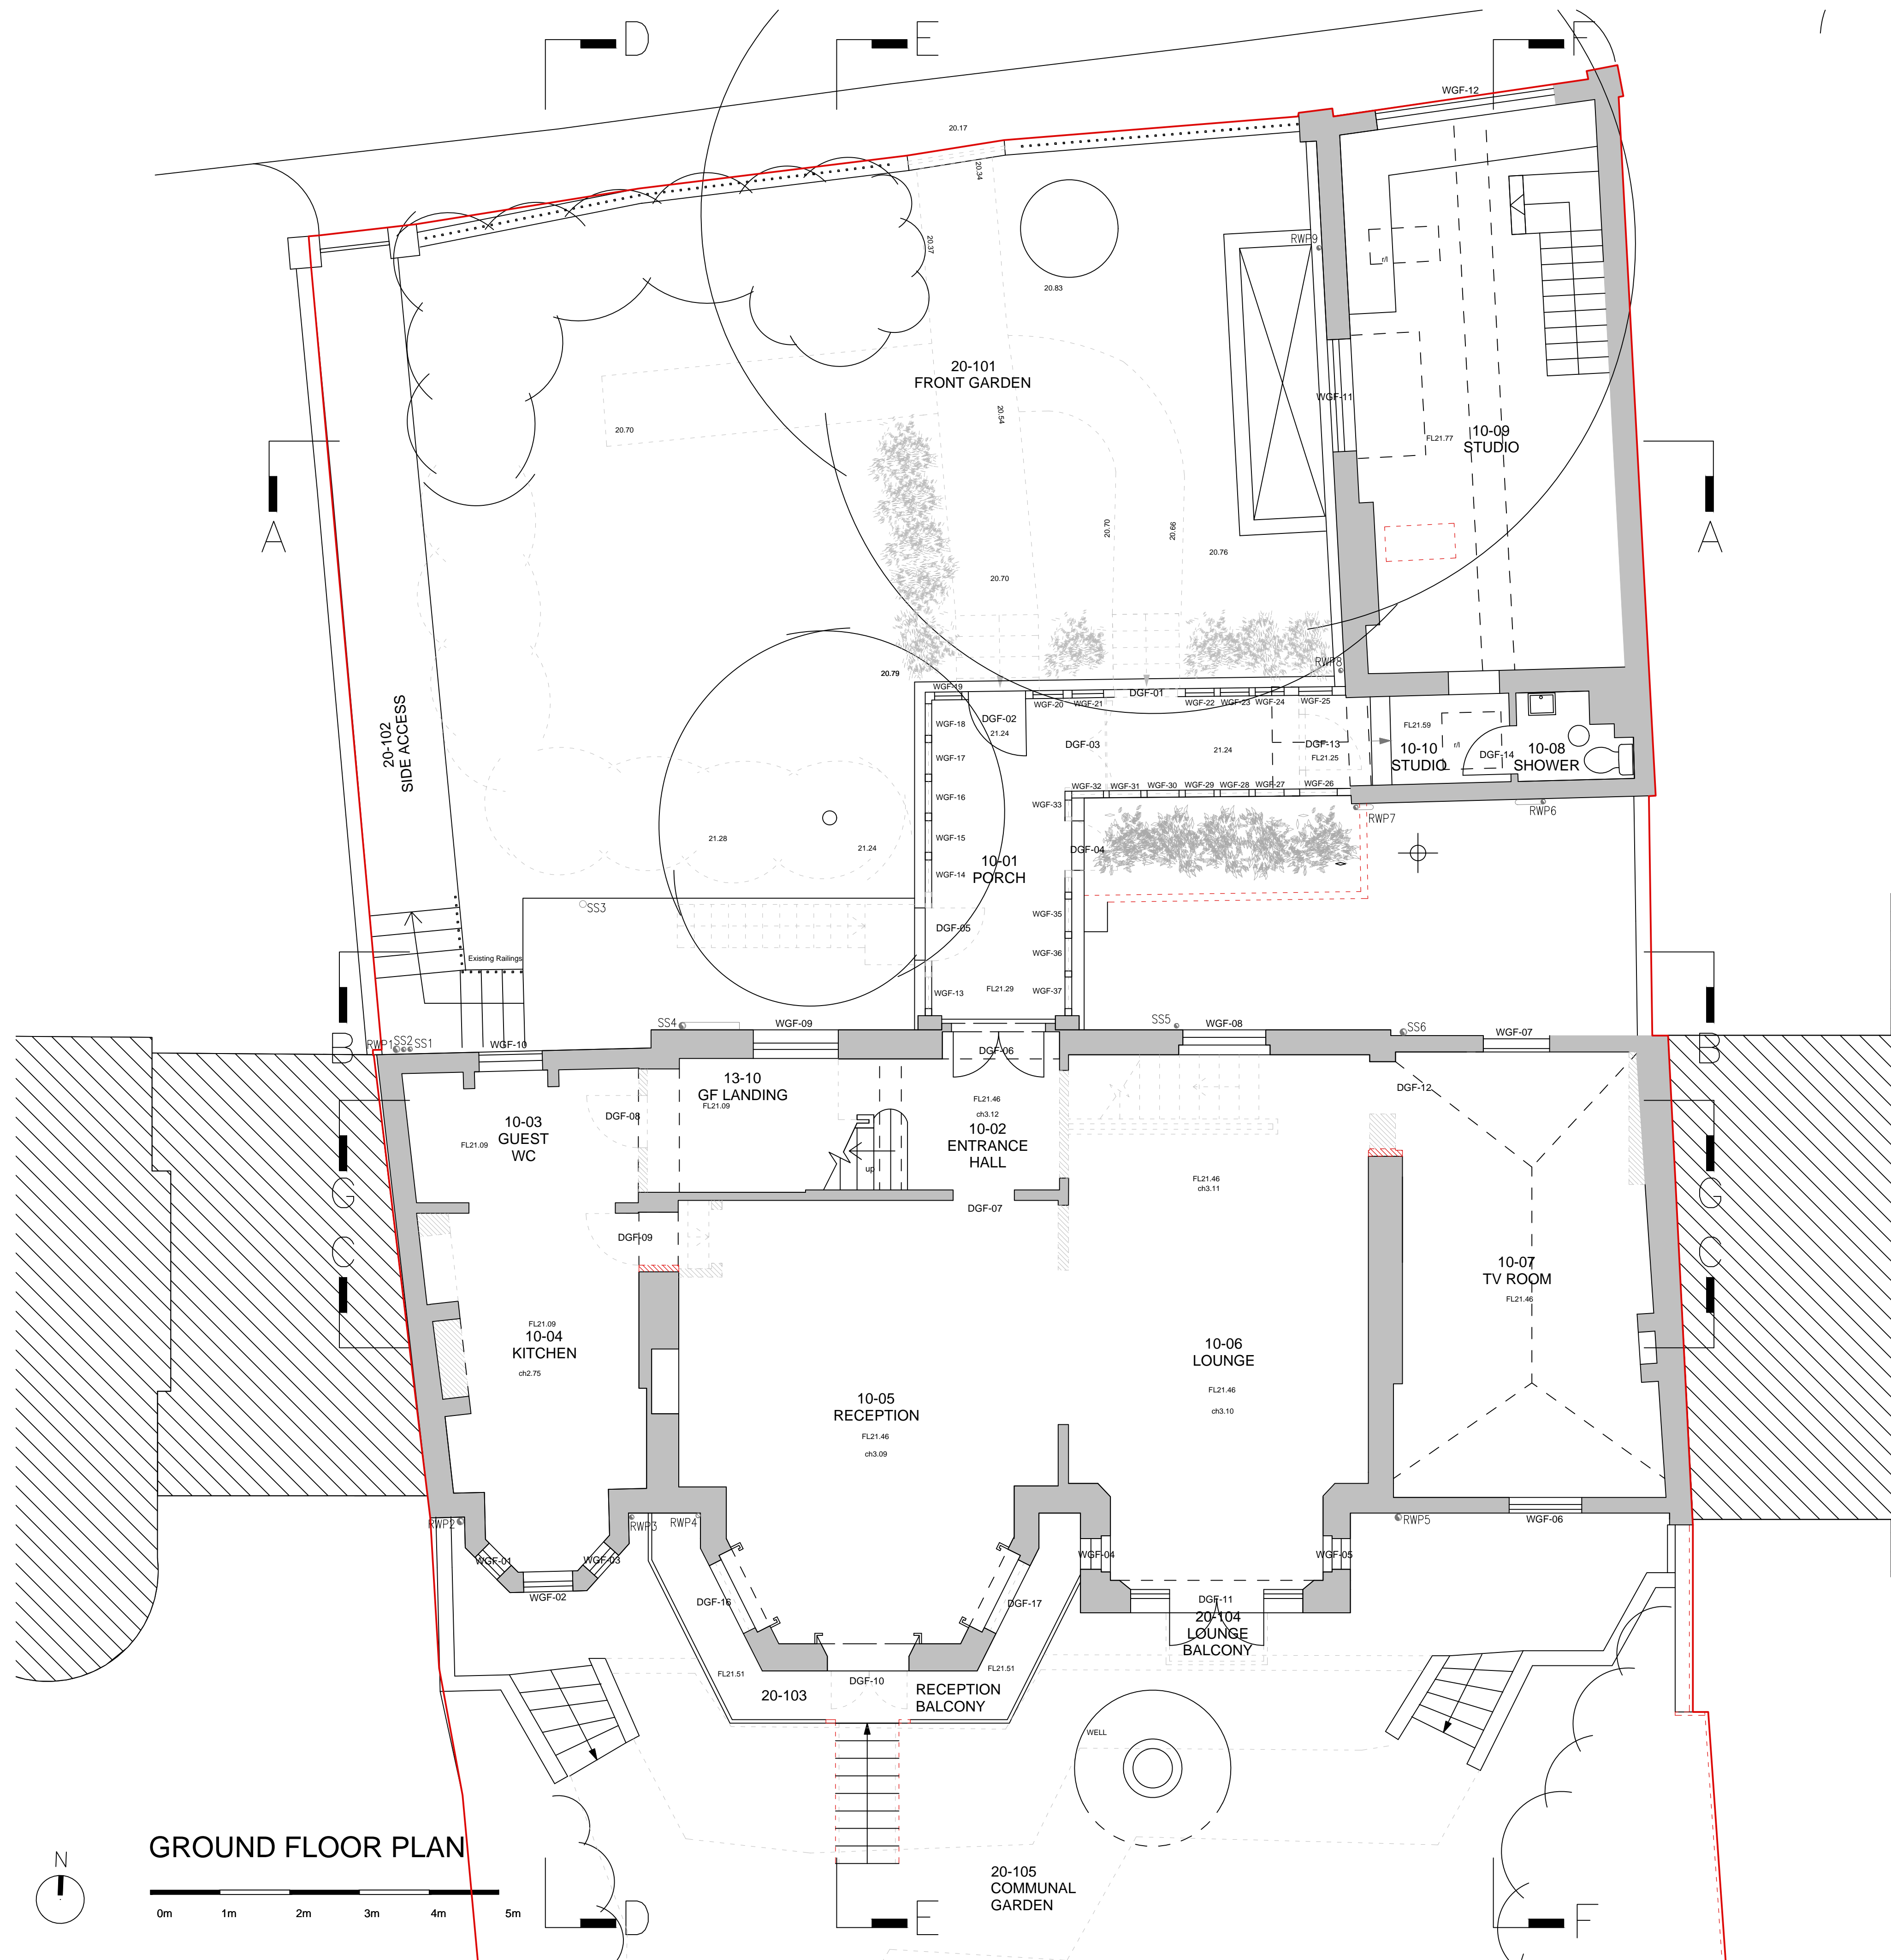 D
E
F
WGF-12
20.17
20.34
20.37
RWP9
r/l
20.83
20-101
FRONT GARDEN
WGF-11
20.54
20.70
FL21.77
10-09
STUDIO
A
A
20.70
20.66
20.76
20.70
20.79
RWP8
20-102
SIDE ACCESS
WGF-19
DGF-02
21.24
WGF-20
WGF-21
DGF-01
WGF-22
WGF-23
WGF-24
WGF-25
WGF-18
DGF-03
21.24
DGF-13
FL21.25
FL21.59
10-10
STUDIO
r/l
DGF-14
10-08
SHOWER
WGF-17
WGF-16
WGF-15
WGF-14
WGF-32
WGF-31
WGF-30
WGF-29
WGF-28
WGF-27
WGF-26
WGF-33
RWP7
RWP6
21.28
21.24
DGF-04
10-01
PORCH
SS3
DGF-05
WGF-35
WGF-36
WGF-37
Existing Railings
WGF-13
FL21.29
B
B
RWP1
SS2
SS1
WGF-10
SS4
WGF-09
DGF-06
SS5
WGF-08
SS6
WGF-07
13-10
GF LANDING
FL21.09
DGF-08
10-03
GUEST
WC
FL21.09
up
FL21.46
ch3.12
10-02
ENTRANCE
HALL
DGF-12
G
G
FL21.46
ch3.11
DGF-07
DGF-09
C
C
10-07
TV ROOM
FL21.46
FL21.09
10-04
KITCHEN
ch2.75
10-06
LOUNGE
FL21.46
ch3.10
10-05
RECEPTION
FL21.46
ch3.09
RWP2
RWP3
RWP4
RWP5
WGF-06
WGF-01
WGF-03
WGF-02
WGF-04
WGF-05
DGF-16
DGF-17
DGF-11
20-104
LOUNGE
BALCONY
FL21.51
FL21.51
DGF-10
20-103
RECEPTION
BALCONY
WELL
GROUND FLOOR PLAN
N
0m
1m
2m
3m
4m
5m
20-105
COMMUNAL
GARDEN
D
E
F